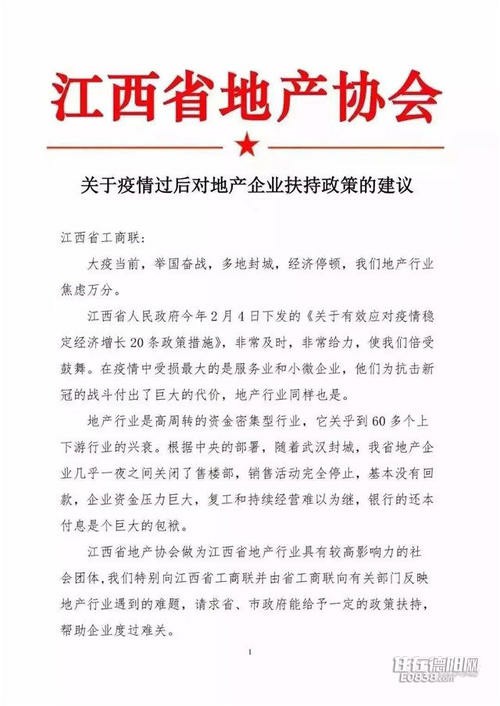 江西省地产协会
关于疫情过后对地产企业扶持政策的建议
江西省工商联:
大疫当前，举国奋战，多地封城，经济停顿，我们地产行业
焦虑万分。
江西省人民政府今年2月4日下发的《关于有效应对疫情稳
定经济增长20条政策措施》，非常及时，非常给力，使我们倍受
鼓舞。在疫情中受损最大的是服务业和小微企业，他们为抗击新
冠的战斗付出了巨大的代价，地产行业同样也是。
地产行业是高周转的资金密集型行业，它关乎到60多个上
下游行业的兴衰。根据中央的部署，随着武汉封城，我省地产企
业几乎一夜之间关闭了售楼部，销售活动完全停止，基本没有回
款，企业资金压力巨大，复工和持续经营难以为继，银行的还本
付息是个巨大的包袱。
江西省地产协会做为江西省地产行业具有较高影响力的社
会团体,我们特别向江西省工商联并由省工商联向有关部门反映
地产行业遇到的难题，请求省、市政府能给予一定的政策扶持，
帮助企业度过难关。
1
住在德阳网
E0838.com